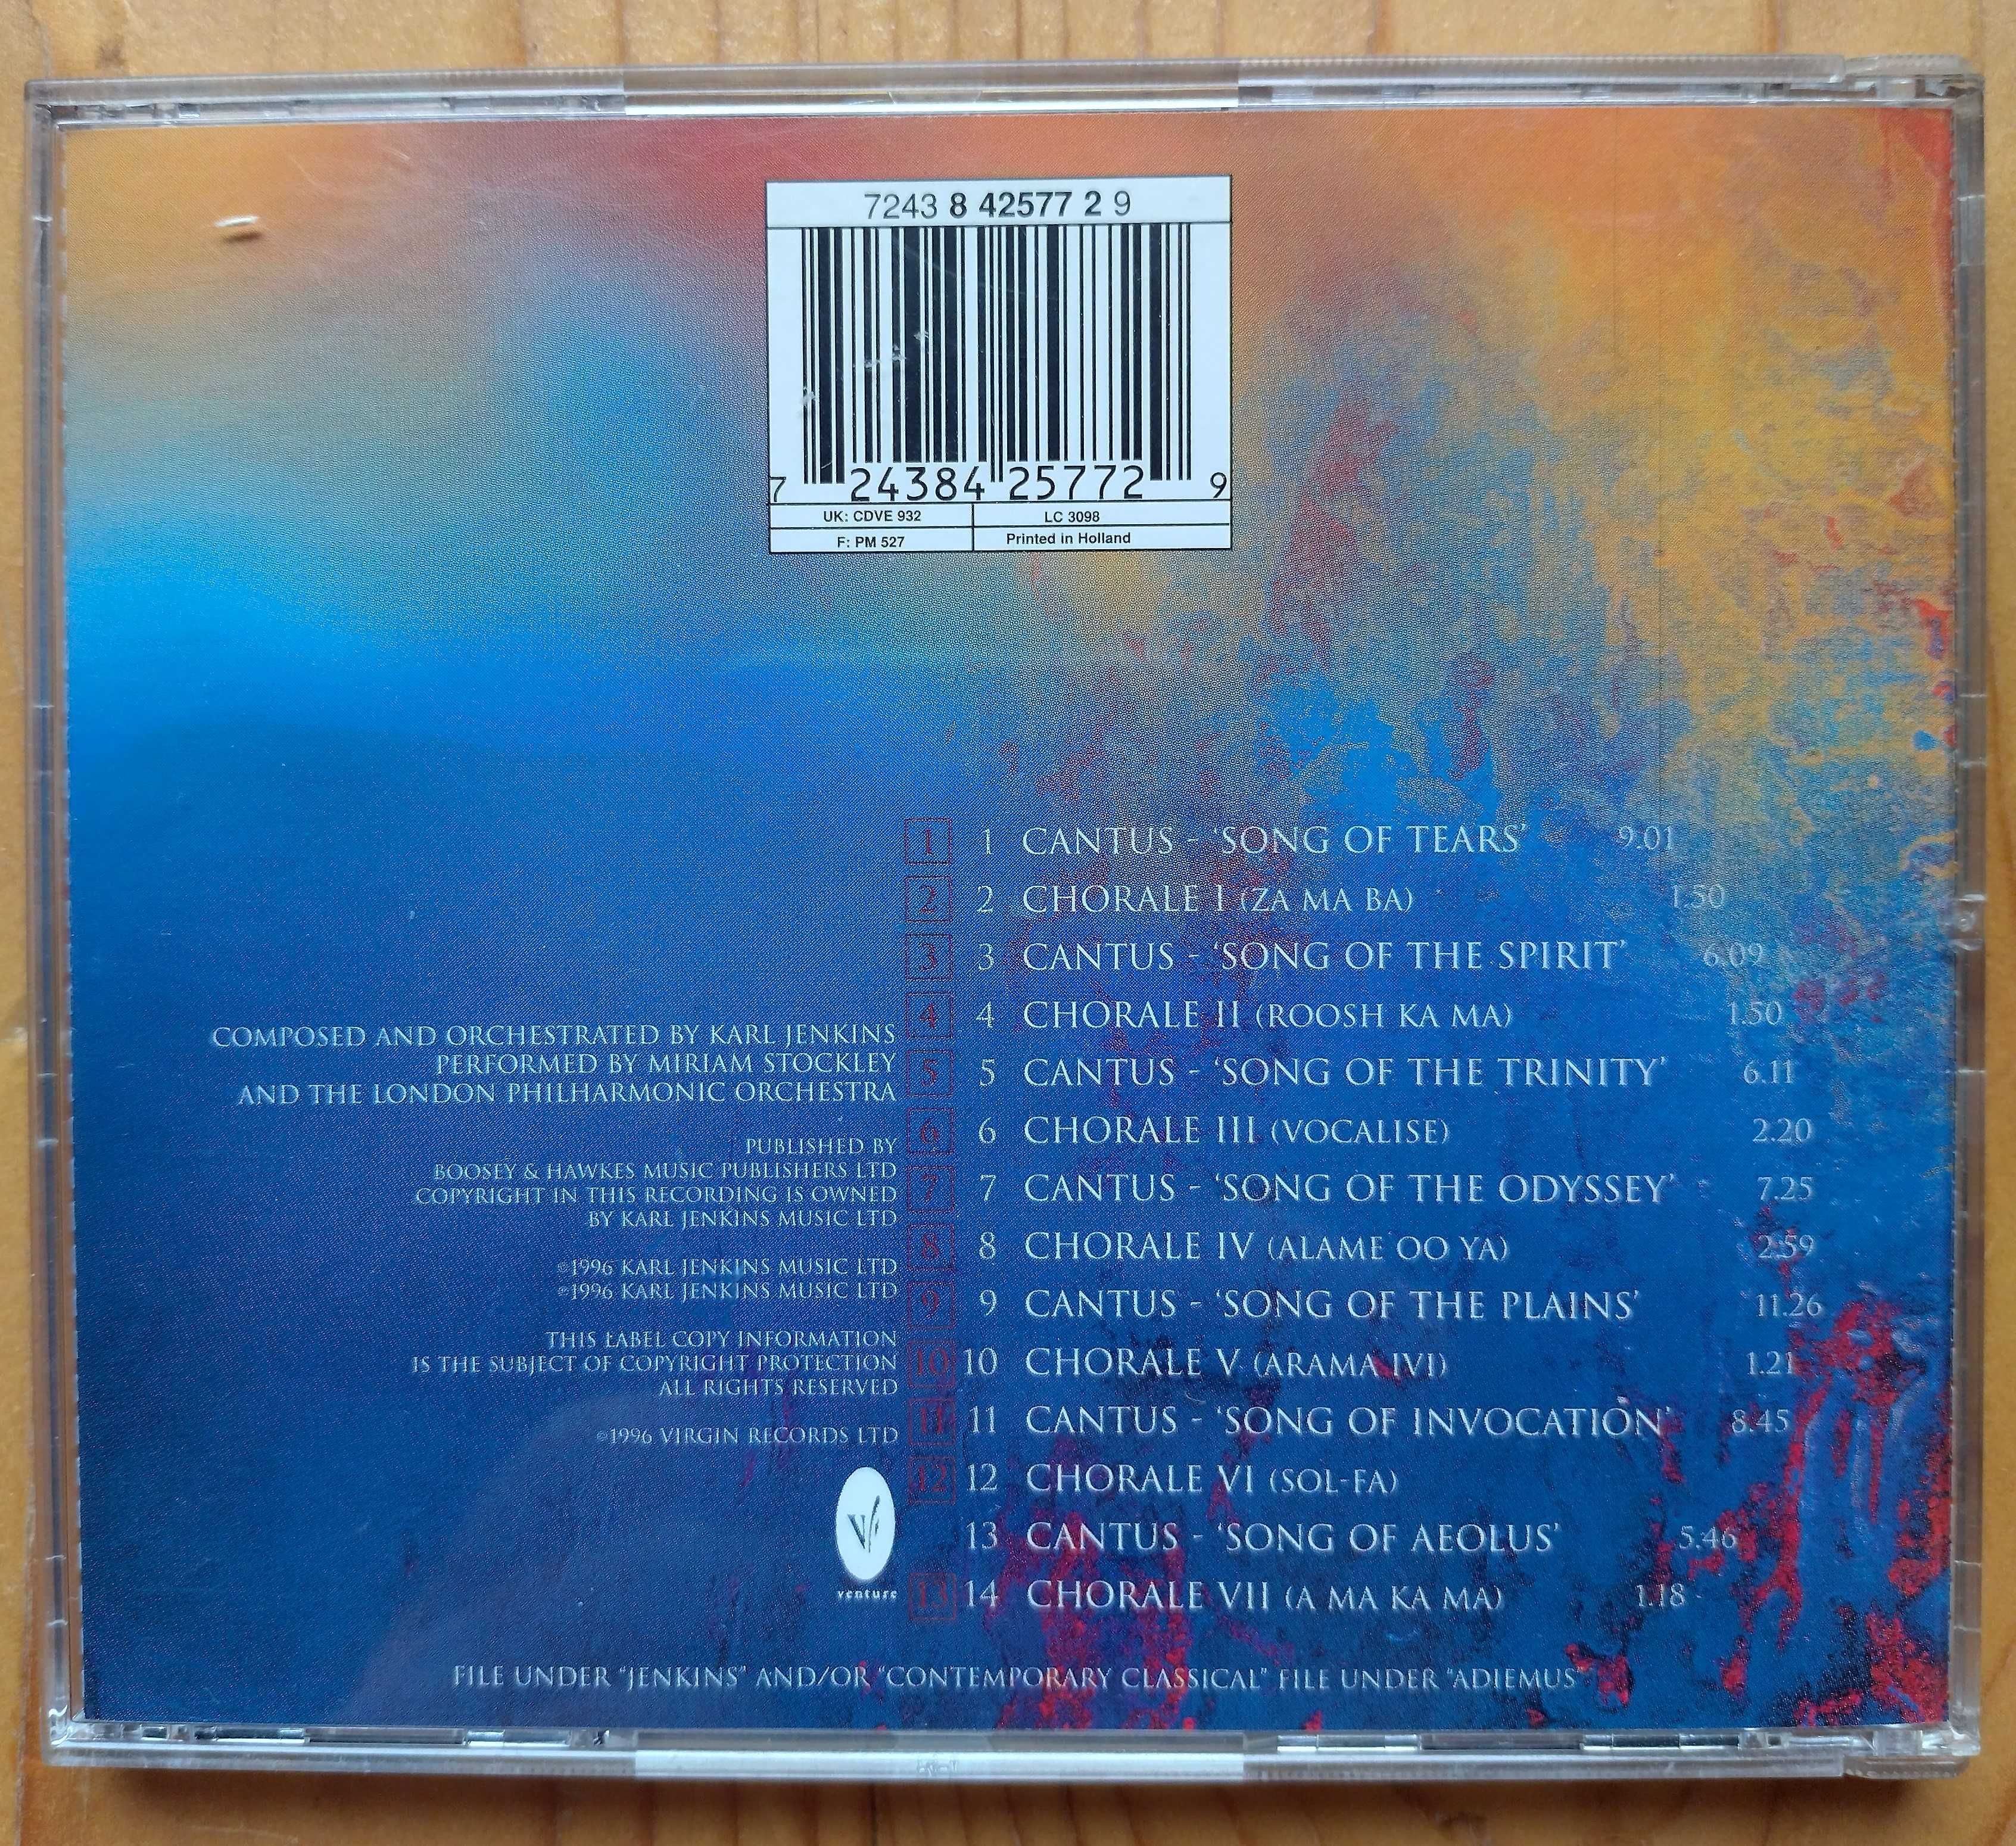 7243 8 42577 2 9
7 24384 25772 9
UK: CDVE 932 LC 3098
F: PM 527 Printed in Holland
1 1 CANTUS - ‘SONG OF TEARS’ 9.01
2 2 CHORALE I (ZA MA BA) 1.50
3 3 CANTUS - ‘SONG OF THE SPIRIT’ 6.09
4 4 CHORALE II (ROOSH KA MA) 1.50
5 5 CANTUS - ‘SONG OF THE TRINITY’ 6.11
6 6 CHORALE III (VOCALISE) 2.20
7 7 CANTUS - ‘SONG OF THE ODYSSEY’ 7.25
8 8 CHORALE IV (ALAME OO YA) 2.59
9 9 CANTUS - ‘SONG OF THE PLAINS’ 11.26
10 10 CHORALE V (ARAMA IVI) 1.21
11 11 CANTUS - ‘SONG OF INVOCATION’ 8.45
12 12 CHORALE VI (SOL-FA)
13 CANTUS - ‘SONG OF AEOLUS’ 5.46
13 14 CHORALE VII (A MA KA MA) 1.18
COMPOSED AND ORCHESTRATED BY KARL JENKINS
PERFORMED BY MIRIAM STOCKLEY
AND THE LONDON PHILHARMONIC ORCHESTRA
PUBLISHED BY
BOOSEY & HAWKES MUSIC PUBLISHERS LTD
COPYRIGHT IN THIS RECORDING IS OWNED
BY KARL JENKINS MUSIC LTD
℗1996 KARL JENKINS MUSIC LTD
©1996 KARL JENKINS MUSIC LTD
THIS LABEL COPY INFORMATION
IS THE SUBJECT OF COPYRIGHT PROTECTION
ALL RIGHTS RESERVED
©1996 VIRGIN RECORDS LTD
venture
FILE UNDER “JENKINS” AND/OR “CONTEMPORARY CLASSICAL” FILE UNDER “ADIEMUS”